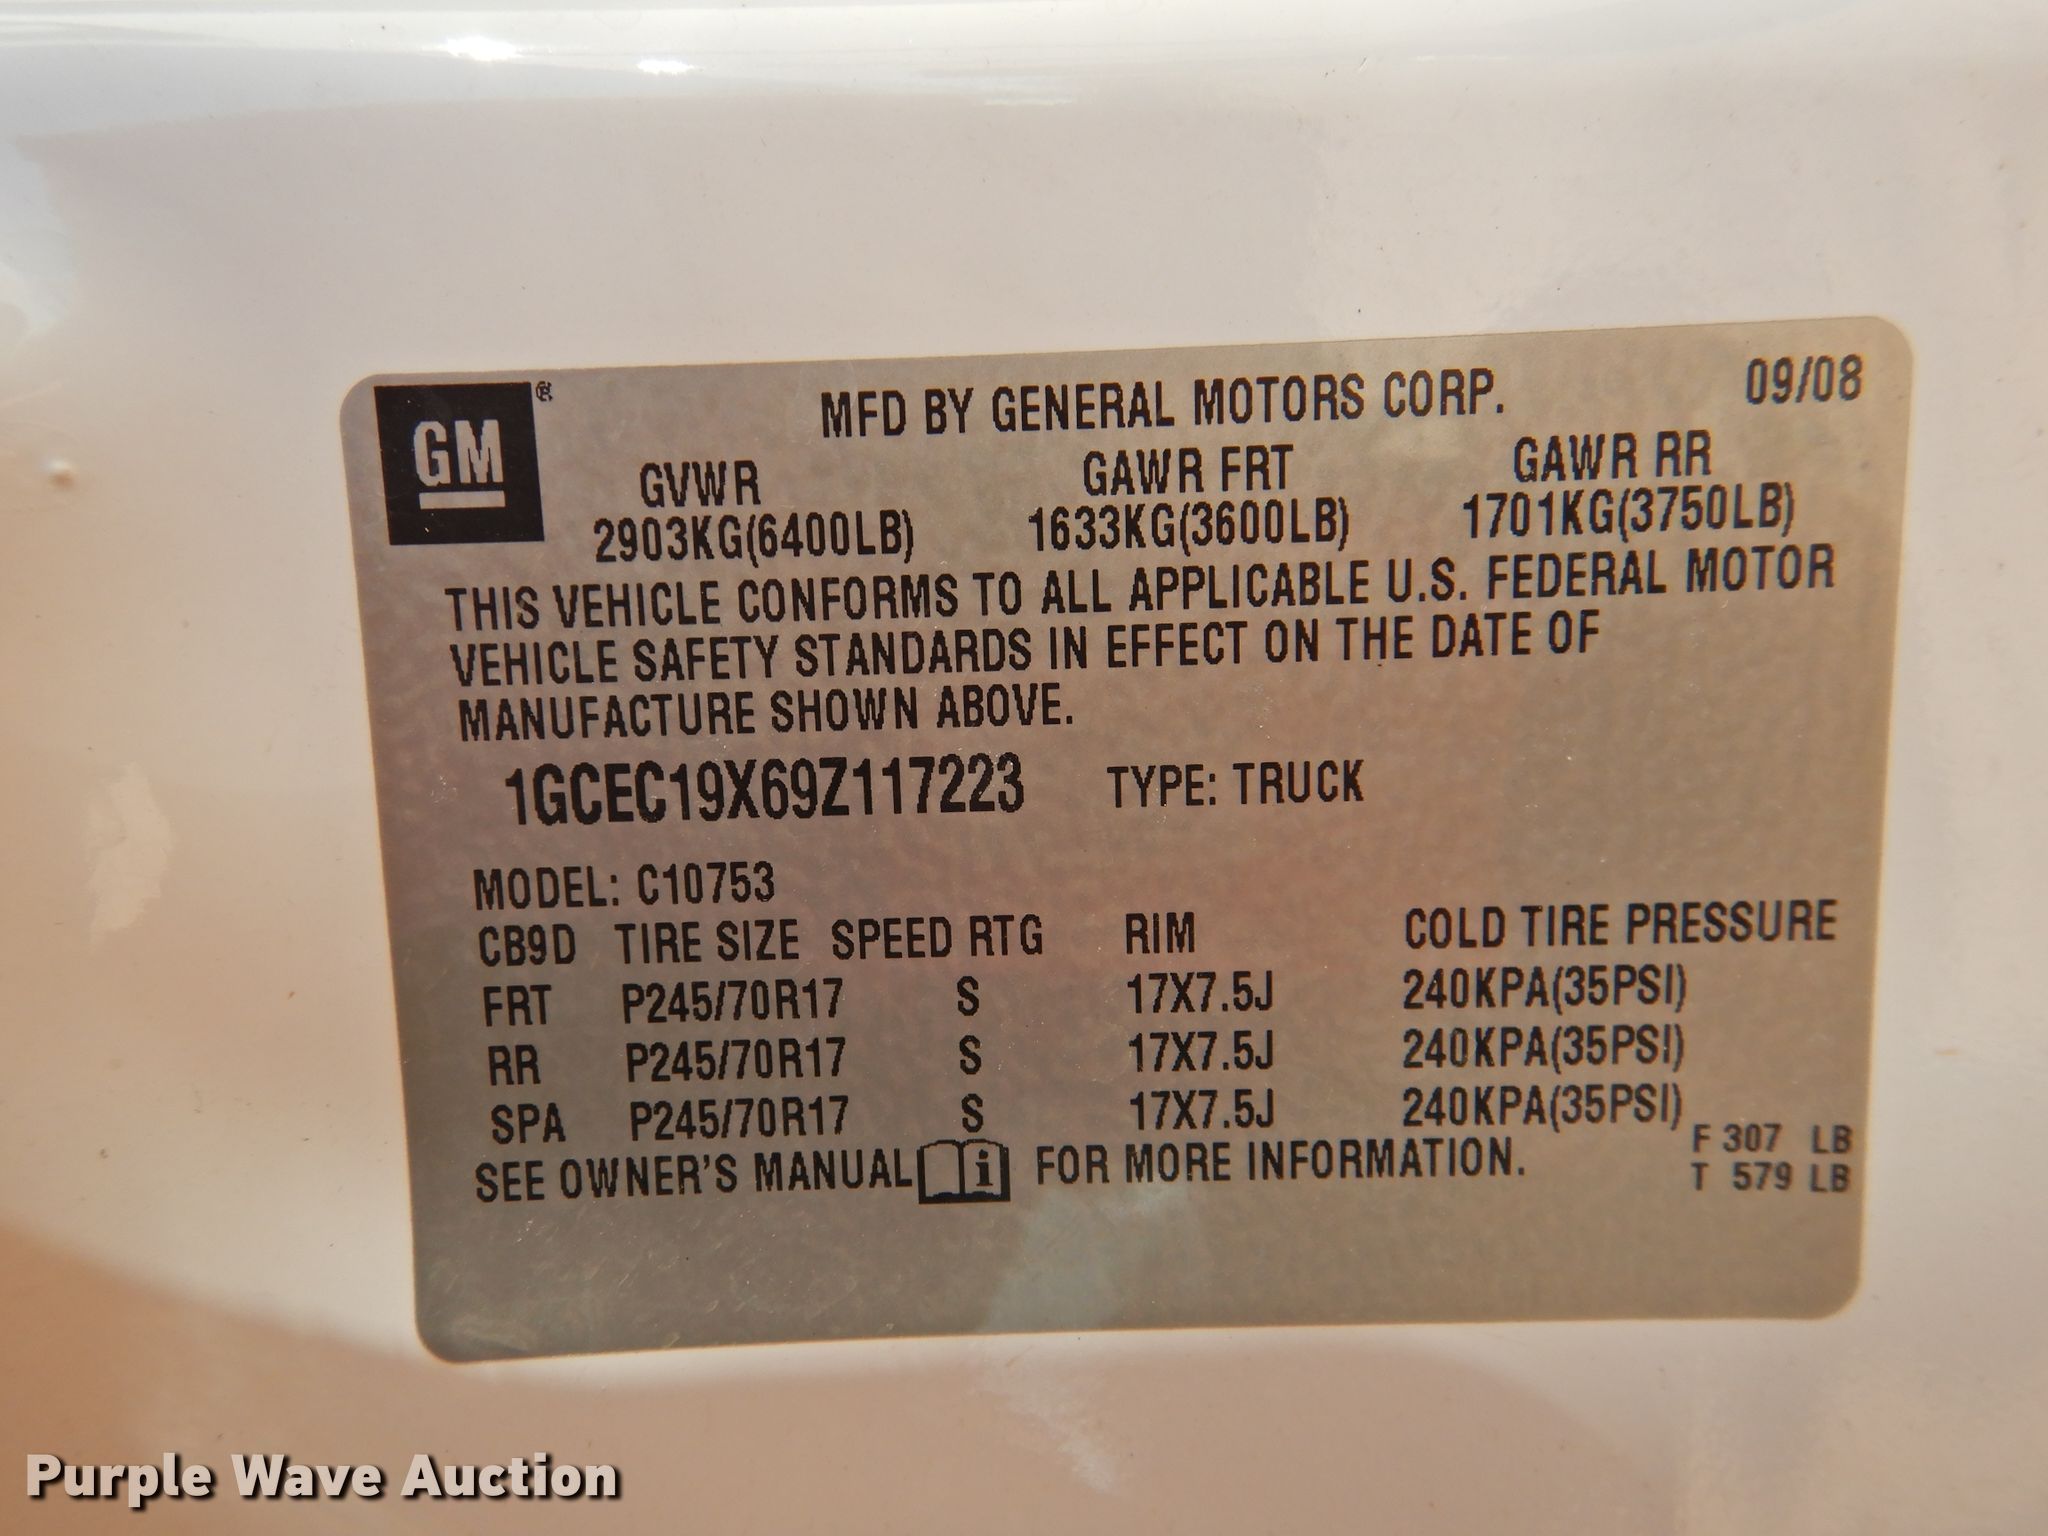 GM ®
MFD BY GENERAL MOTORS CORP. 09/08
GVWR GAWR FRT GAWR RR
2903KG(6400LB) 1633KG(3600LB) 1701KG(3750LB)
THIS VEHICLE CONFORMS TO ALL APPLICABLE U.S. FEDERAL MOTOR
VEHICLE SAFETY STANDARDS IN EFFECT ON THE DATE OF
MANUFACTURE SHOWN ABOVE.
1GCEC19X69Z117223 TYPE: TRUCK
MODEL: C10753
CB9D TIRE SIZE SPEED RTG RIM COLD TIRE PRESSURE
FRT P245/70R17 S 17X7.5J 240KPA(35PSI)
RR P245/70R17 S 17X7.5J 240KPA(35PSI)
SPA P245/70R17 S 17X7.5J 240KPA(35PSI)
SEE OWNER'S MANUAL i FOR MORE INFORMATION.
F 307 LB
T 579 LB
Purple Wave Auction